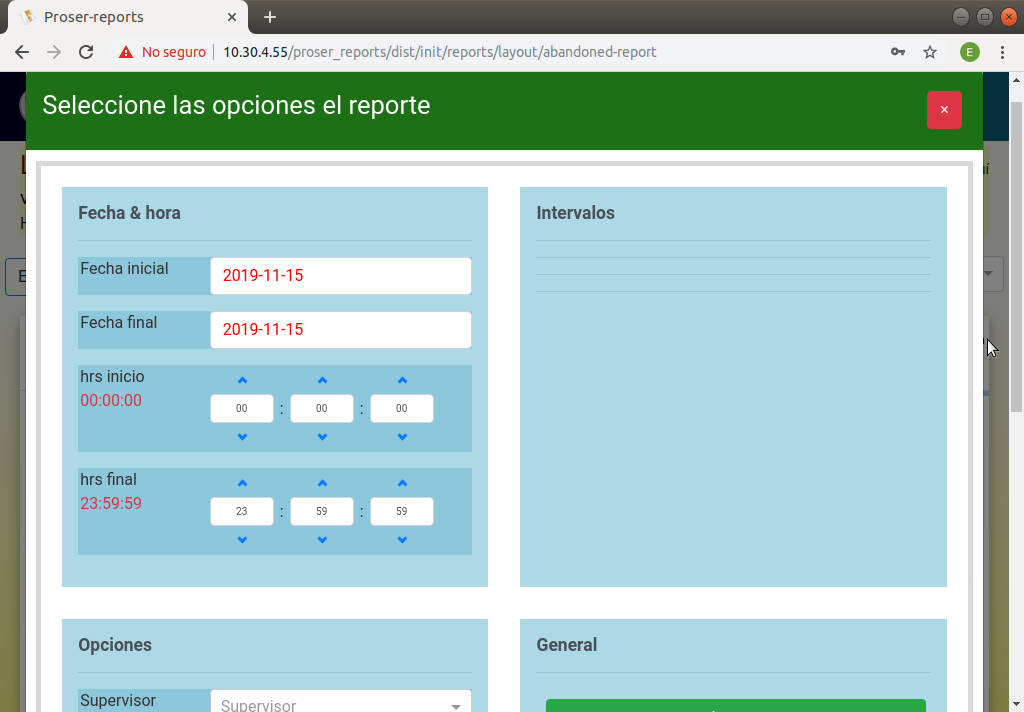 Proser-reports
No seguro
10.30.4.55/proser_reports/dist/init/reports/layout/abandoned-report
E
Seleccione las opciones el reporte
×
Fecha & hora
Fecha inicial
2019-11-15
Fecha final
2019-11-15
hrs inicio
00:00:00
00 : 00 : 00
hrs final
23:59:59
23 : 59 : 59
Intervalos
Opciones
Supervisor
Supervisor
General